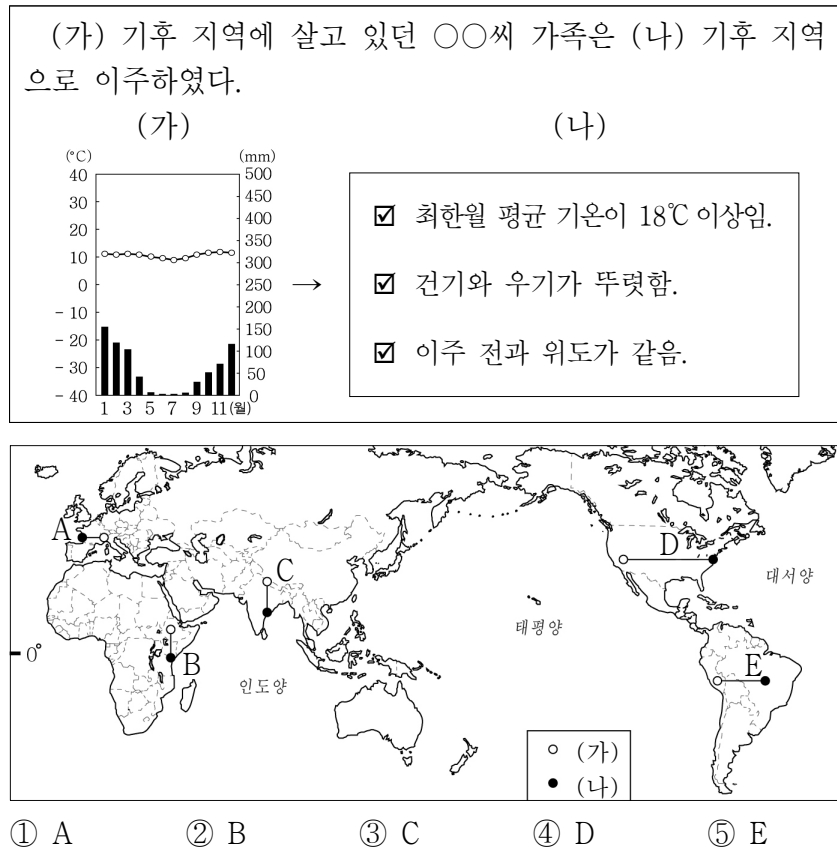 (가) 기후 지역에 살고 있던 ○○씨 가족은 (나) 기후 지역
으로 이주하였다.
(가)
(나)
(℃)
(mm)
40
30
20
10
0
- 10
- 20
- 30
- 40
500
450
400
350
300
250
200
150
100
50
0
1 3 5 7 9 11 (월)
→
☑ 최한월 평균 기온이 18℃ 이상임.
☑ 건기와 우기가 뚜렷함.
☑ 이주 전과 위도가 같음.
A
C
D
대서양
태평양
0°
B
인도양
E
○ (가)
● (나)
① A ② B ③ C ④ D ⑤ E